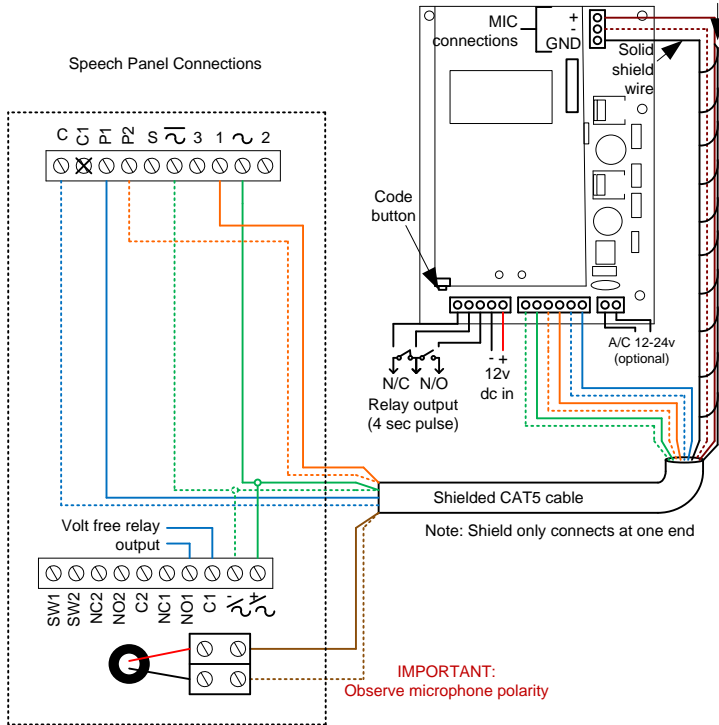 MIC
connections
+
-
GND
Solid
shield
wire
Speech Panel Connections
C C1 P1 P2 S 3 1 2
Code
button
N/C N/O
Relay output
(4 sec pulse)
- +
12v
dc in
A/C 12-24v
(optional)
Shielded CAT5 cable
Note: Shield only connects at one end
Volt free relay
output
SW1 SW2 NC2 NO2 C2 NC1 NO1 C1 - +
IMPORTANT:
Observe microphone polarity